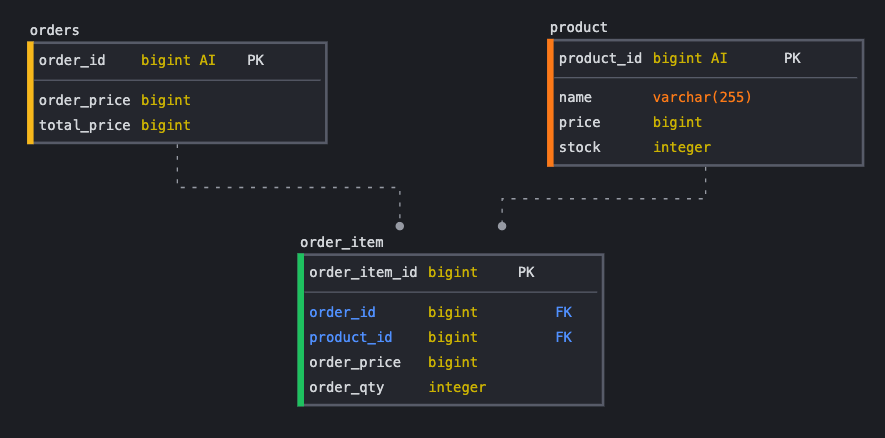 orders
order_id bigint AI PK
order_price bigint
total_price bigint
product
product_id bigint AI PK
name varchar(255)
price bigint
stock integer
order_item
order_item_id bigint PK
order_id bigint FK
product_id bigint FK
order_price bigint
order_qty integer